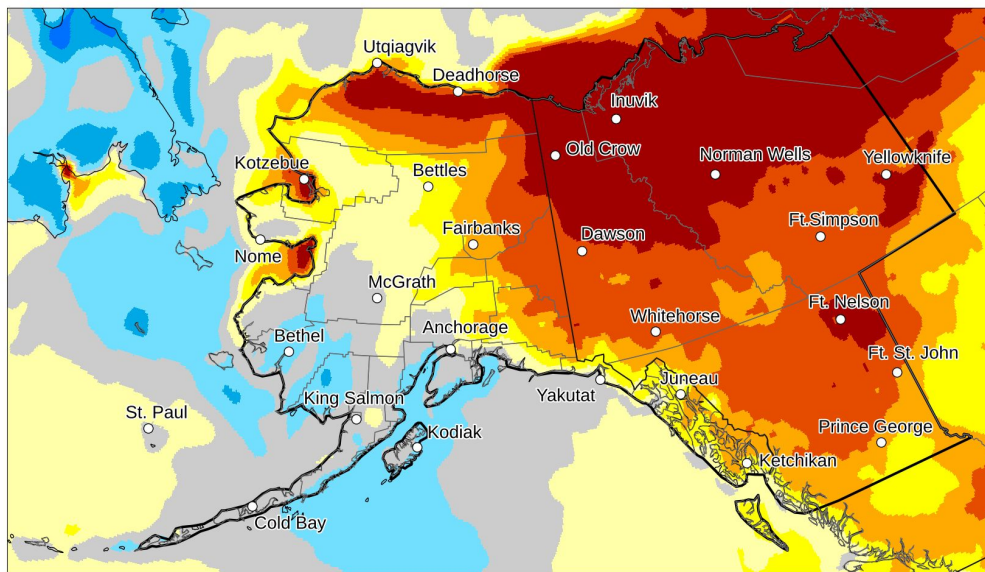 Utqiagvik
Deadhorse
Inuvik
Old Crow
Kotzebue
Bettles
Norman Wells
Yellowknife
Ft.Simpson
Fairbanks
Dawson
Nome
McGrath
Ft. Nelson
Whitehorse
Anchorage
Bethel
Ft. St. John
Juneau
Yakutat
King Salmon
St. Paul
Kodiak
Prince George
Ketchikan
Cold Bay